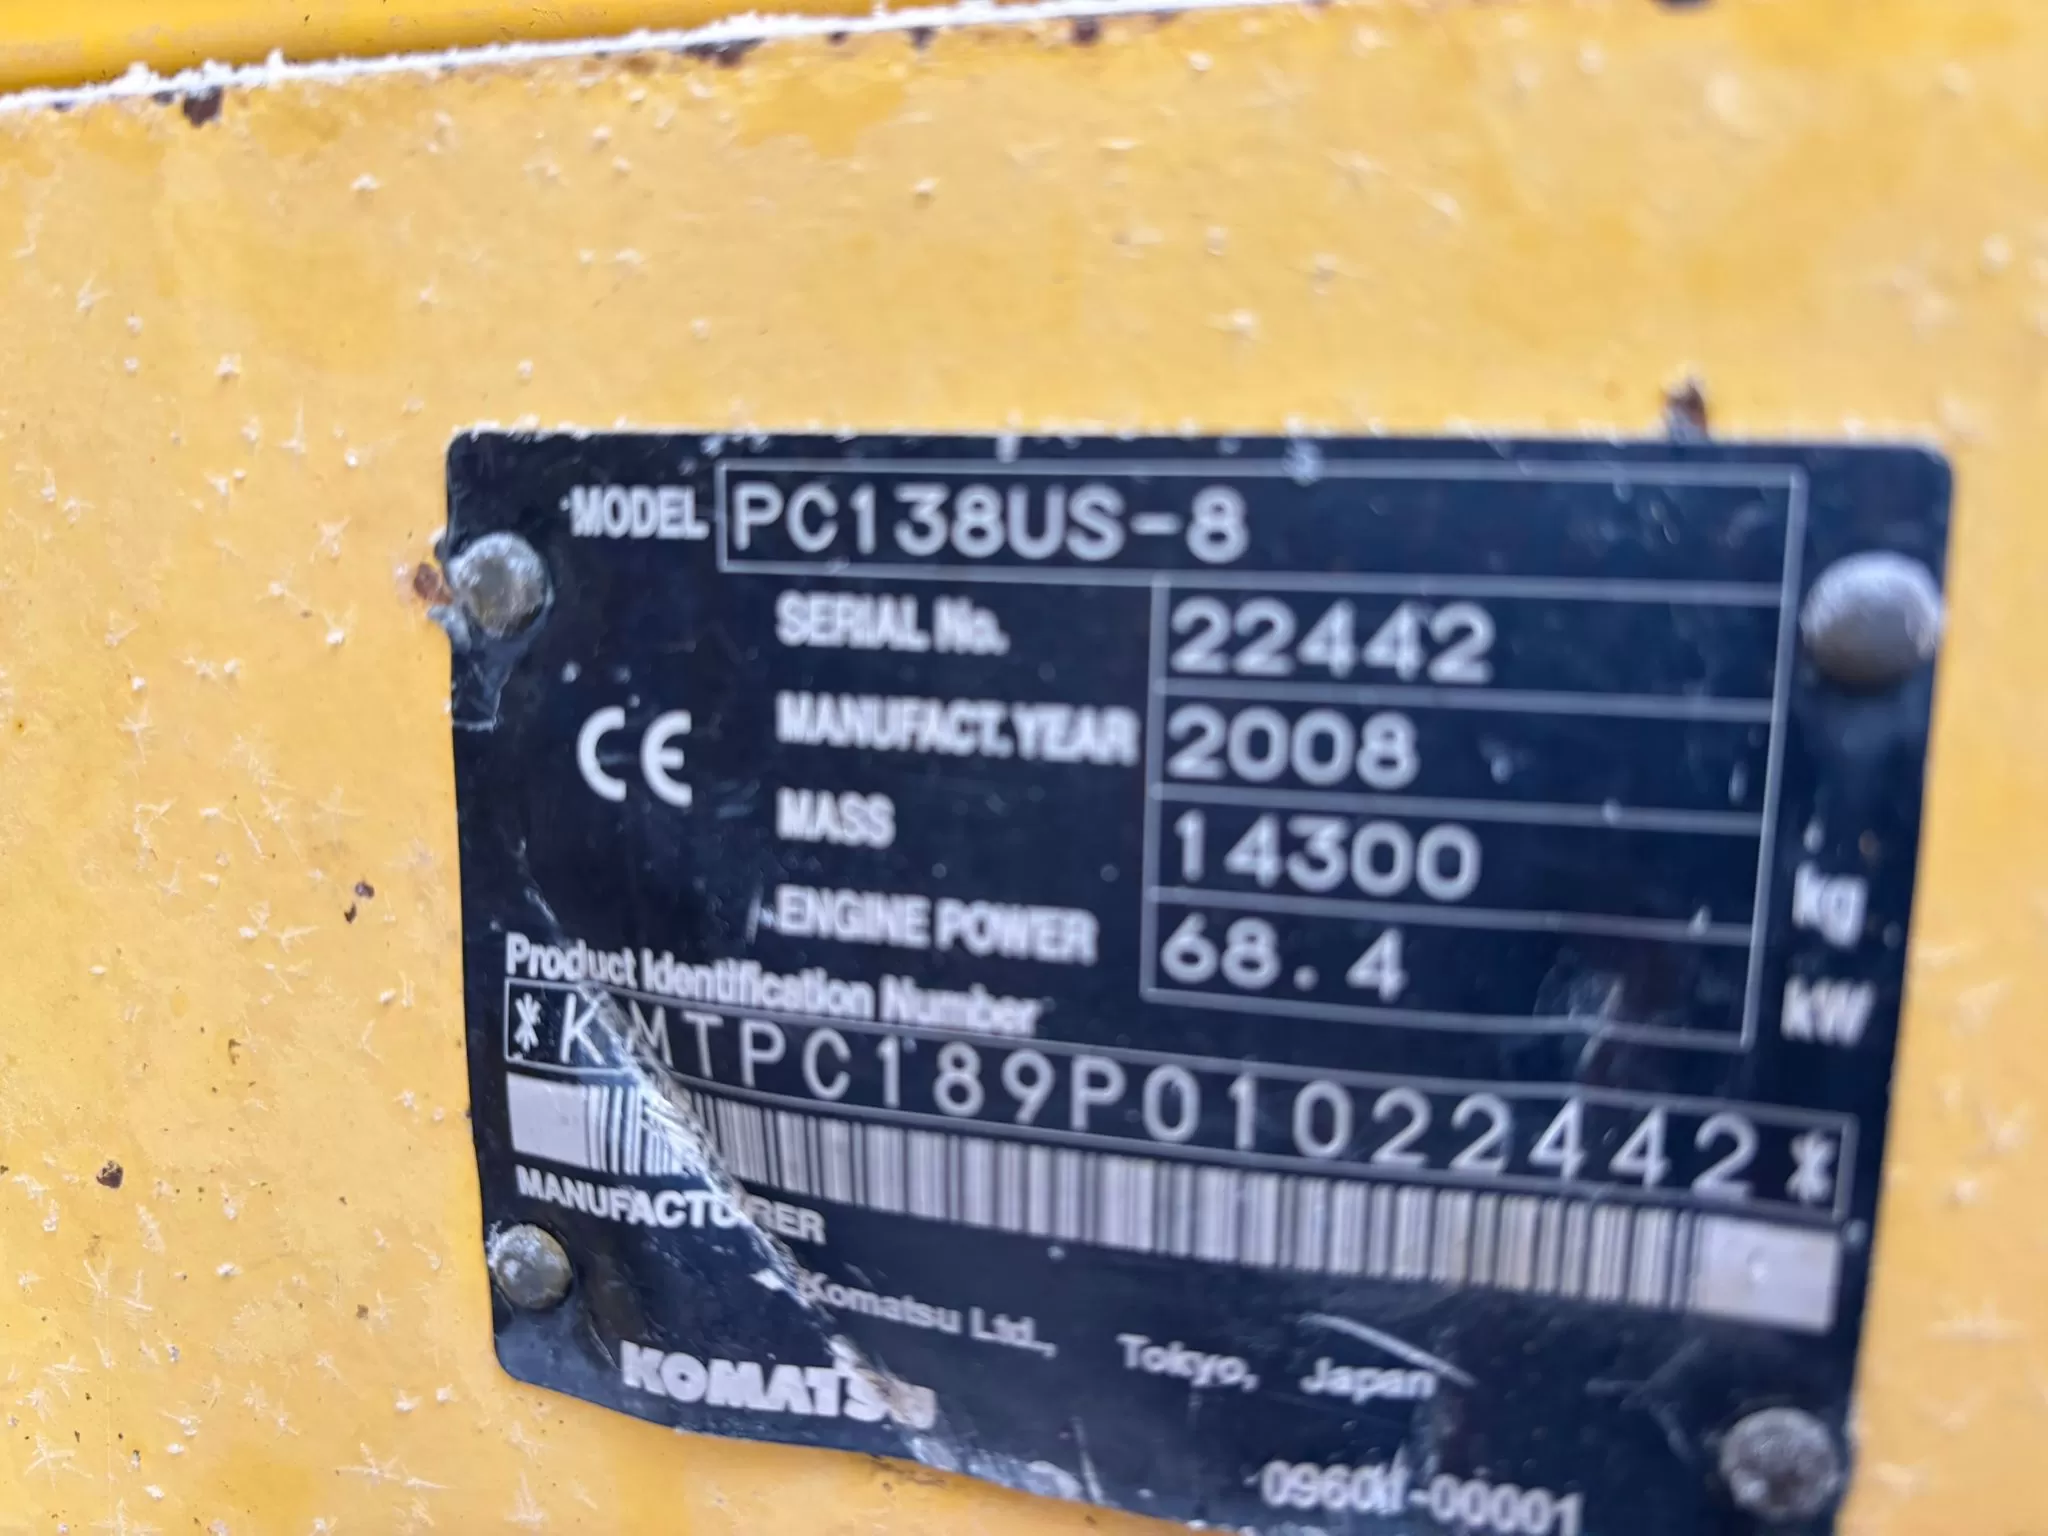 MODEL PC138US-8
SERIAL No. 22442
MANUFACT. YEAR 2008
MASS 14300 kg
ENGINE POWER 68.4 kW
CE
Product Identification Number
*KMTPC189P01022442*
MANUFACTURER
Komatsu Ltd., Tokyo, Japan
KOMATSU